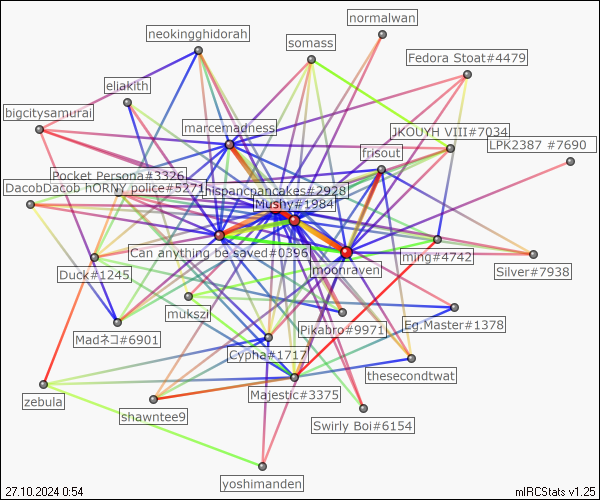 normalwan
neokingghidorah
somass
Fedora Stoat#4479
eliakith
bigcitysamurai
marcemadness
JKOUYH VIII#7034
LPK2387 #7690
frisout
Pocket Persona#3326
DacobDacob hORNY police#5271
hispancpancakes#2928
Mushy#1984
Can anything be saved#0396
ming#4742
moonraven
Silver#7938
Duck#1245
mukszi
Eg.Master#1378
Pikabro#9971
Madネコ#6901
Cypha#1717
thesecondtwat
Majestic#3375
zebula
shawntee9
Swirly Boi#6154
yoshimanden
27.10.2024 0:54
mIRCStats v1.25